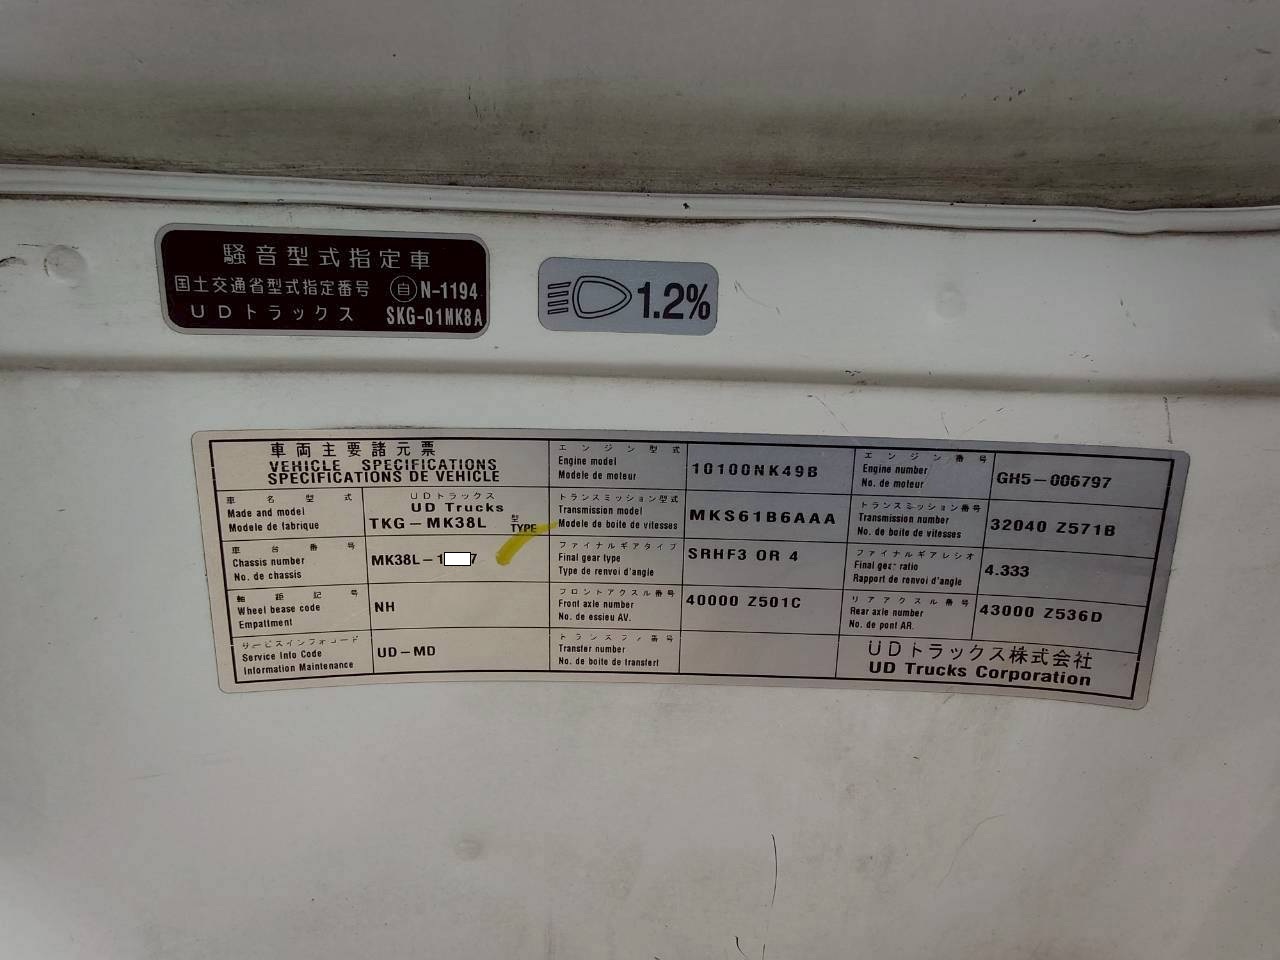 騒音型式指定車
国土交通省型式指定番号 自 N-1194
UDトラックス SKG-01MK8A
1.2%
車両主要諸元票
VEHICLE SPECIFICATIONS
SPECIFICATIONS DE VEHICLE
車名型式
Made and model
Modele de fabrique
UDトラックス
UD Trucks
TKG-MK38L
型
TYPE
車台番号
Chassis number
No. de chassis
MK38L-1 7
軸距記号
Wheel bease code
Empattment
NH
サービスインフォコード
Service Into Code
Information Maintenance
UD-MD
エンジン型式
Engine model
Modele de moteur
10100NK49B
トランスミッション型式
Transmission model
Modele de boite de vitesses
MKS61B6AAA
ファイナルギアタイプ
Final gear type
Type de renvoi d'angle
SRHF3 OR 4
フロントアクスル番号
Front axle number
No. de essieu AV.
40000 Z501C
トランスファ番号
Transfer number
No. de boite de transferl
エンジン番号
Engine number
No. de moteur
GH5-006797
トランスミッション番号
Transmission number
No. de boite de vitesses
32040 Z571B
ファイナルギアレシオ
Final gear ratio
Rapport de renvoi d'angle
4.333
リアアクスル番号
Rear axle number
No. de pont AR.
43000 Z536D
UDトラックス株式会社
UD Trucks Corporation